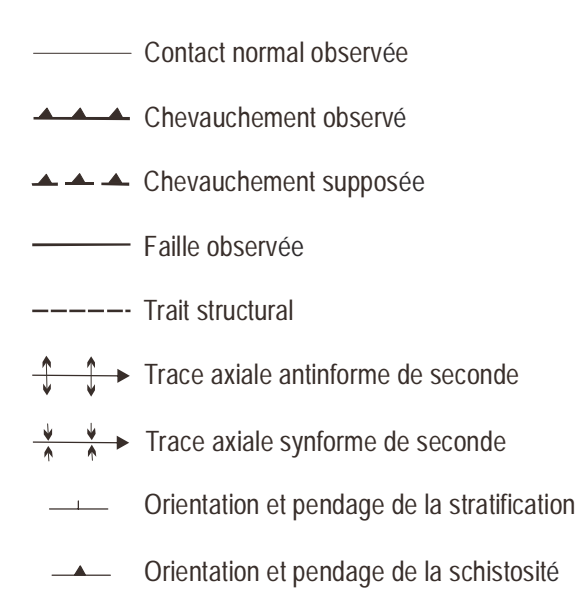 Contact normal observée
Chevauchement observé
Chevauchement supposée
Faille observée
Trait structural
Trace axiale antinforme de seconde
Trace axiale synforme de seconde
Orientation et pendage de la stratification
Orientation et pendage de la schistosité